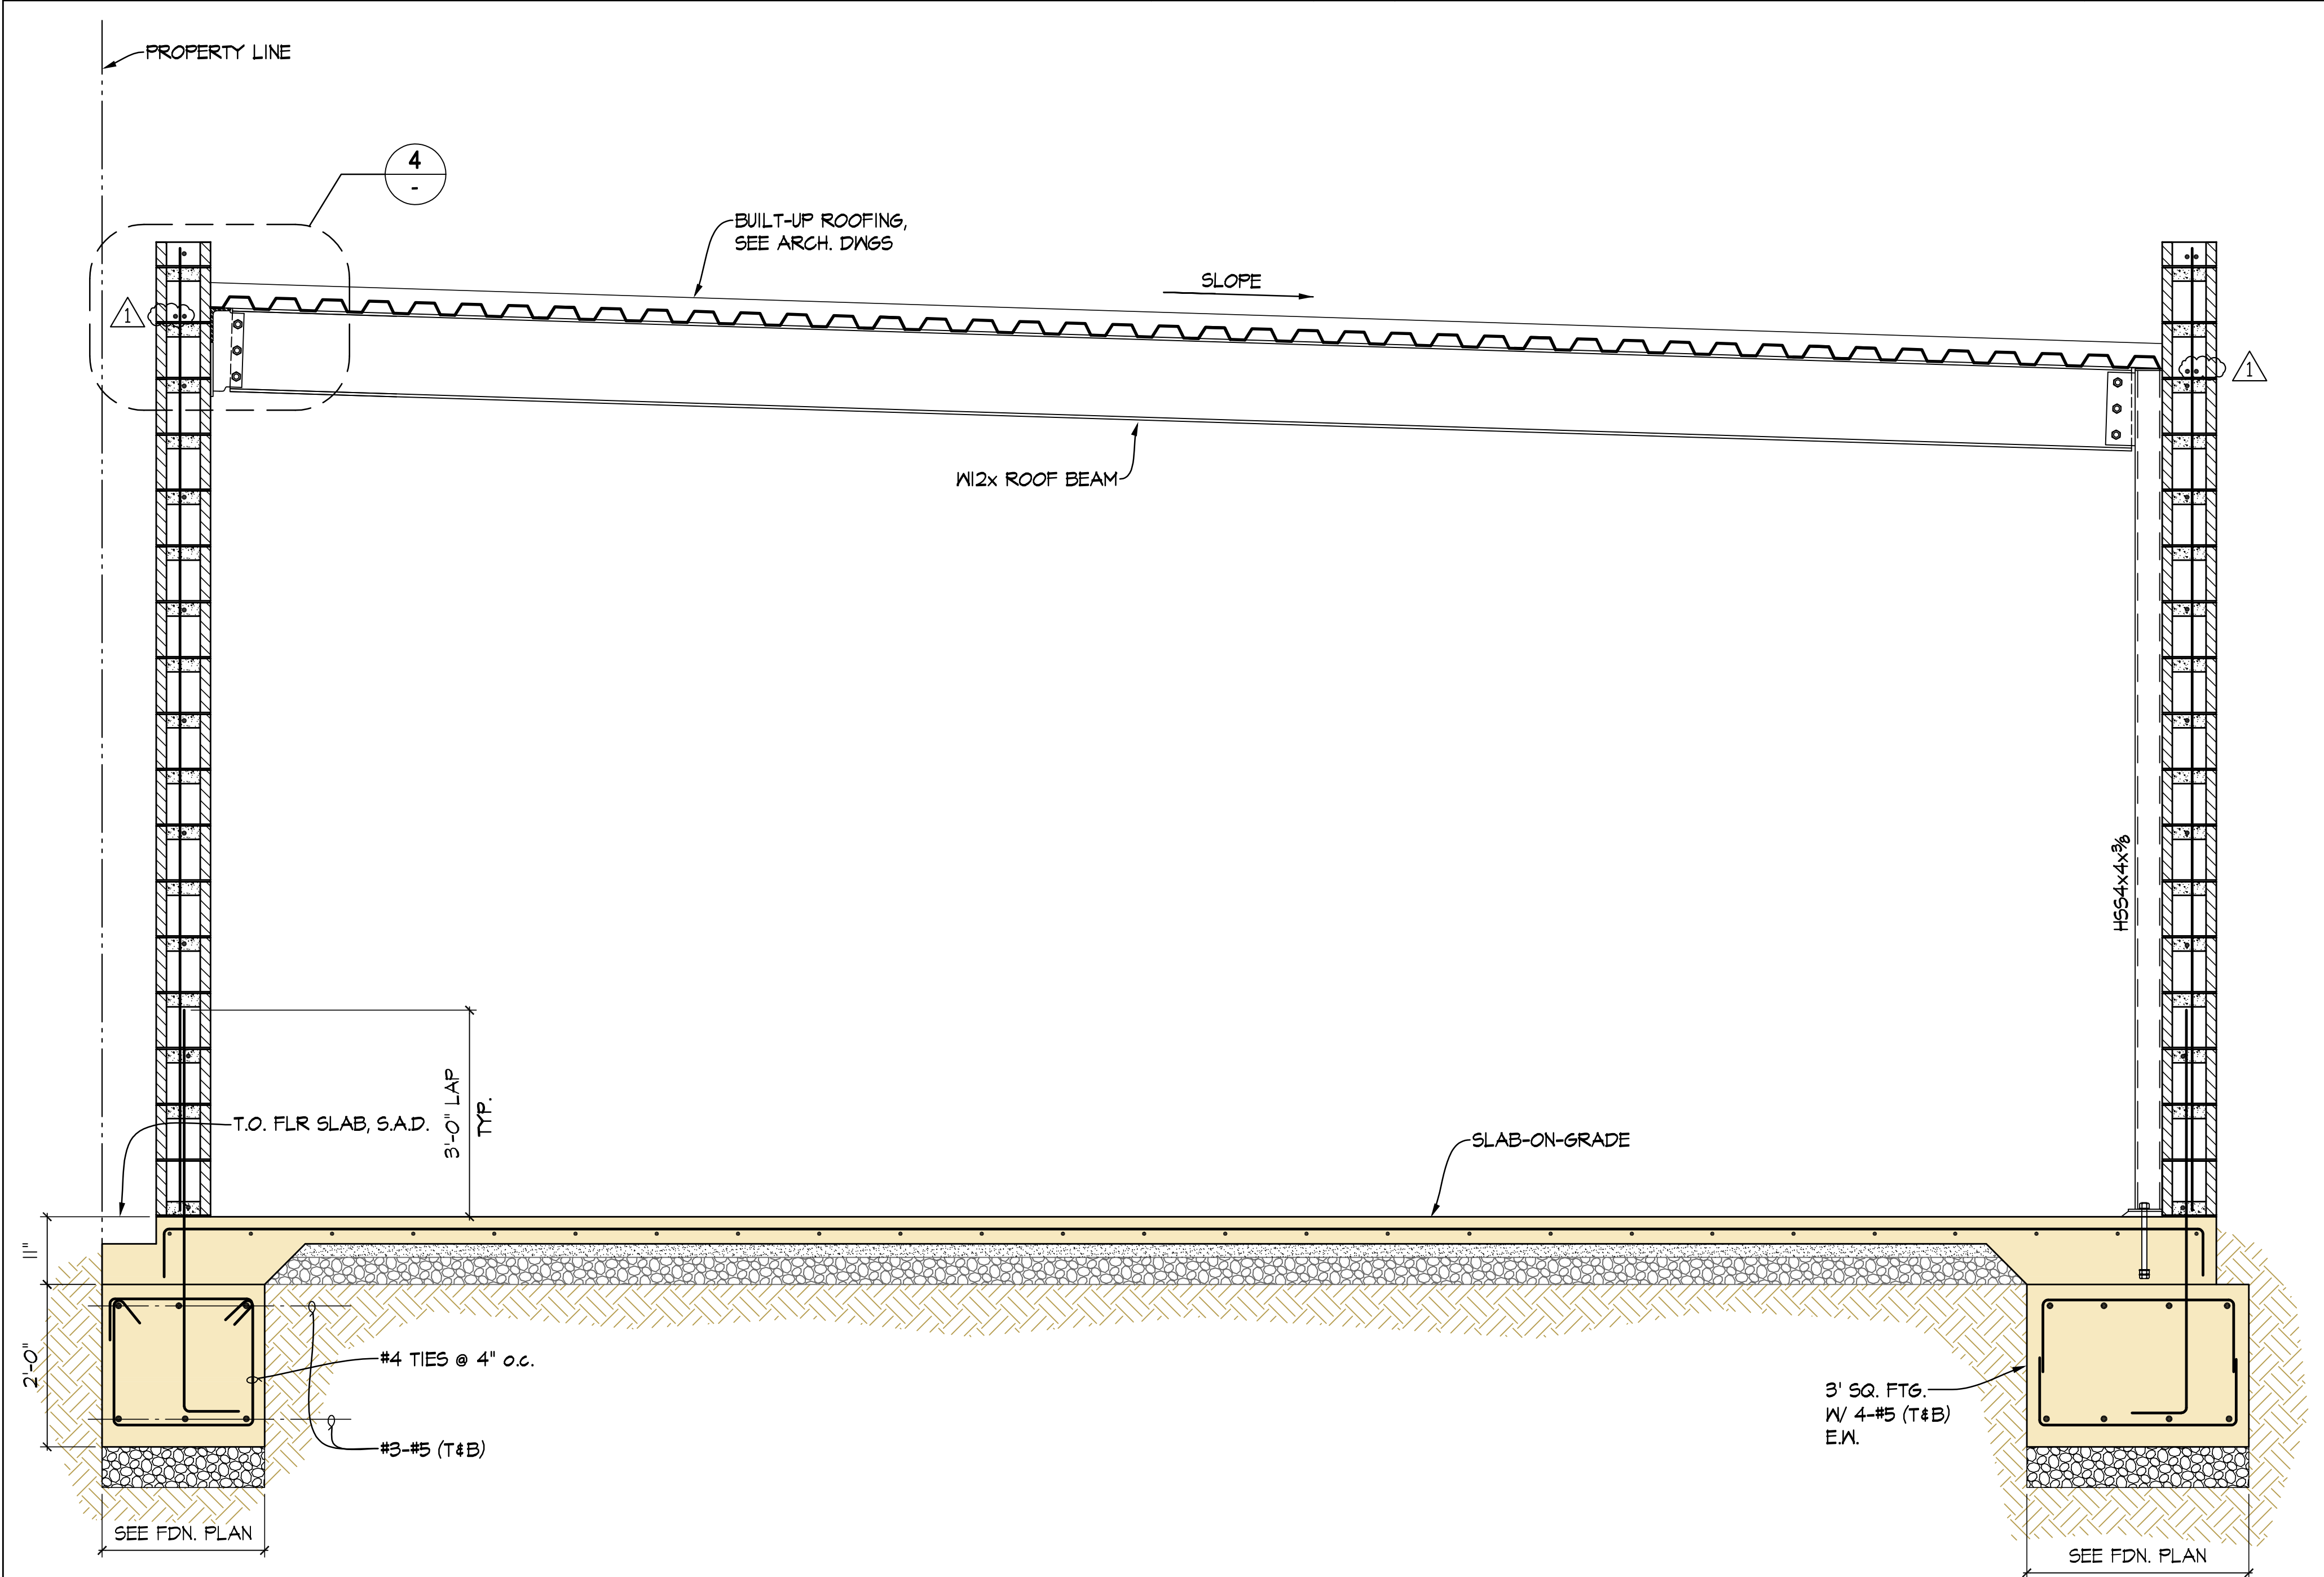 PROPERTY LINE
4
-
BUILT-UP ROOFING,
SEE ARCH. DWGS
SLOPE
1
1
W12x ROOF BEAM
HSS4x4x3/8
3'-0" LAP
TYP.
T.O. FLR SLAB, S.A.D.
SLAB-ON-GRADE
11"
2'-0"
#4 TIES @ 4" o.c.
#3-#5 (T&B)
3' SQ. FTG.
W/ 4-#5 (T&B)
E.W.
SEE FDN. PLAN
SEE FDN. PLAN